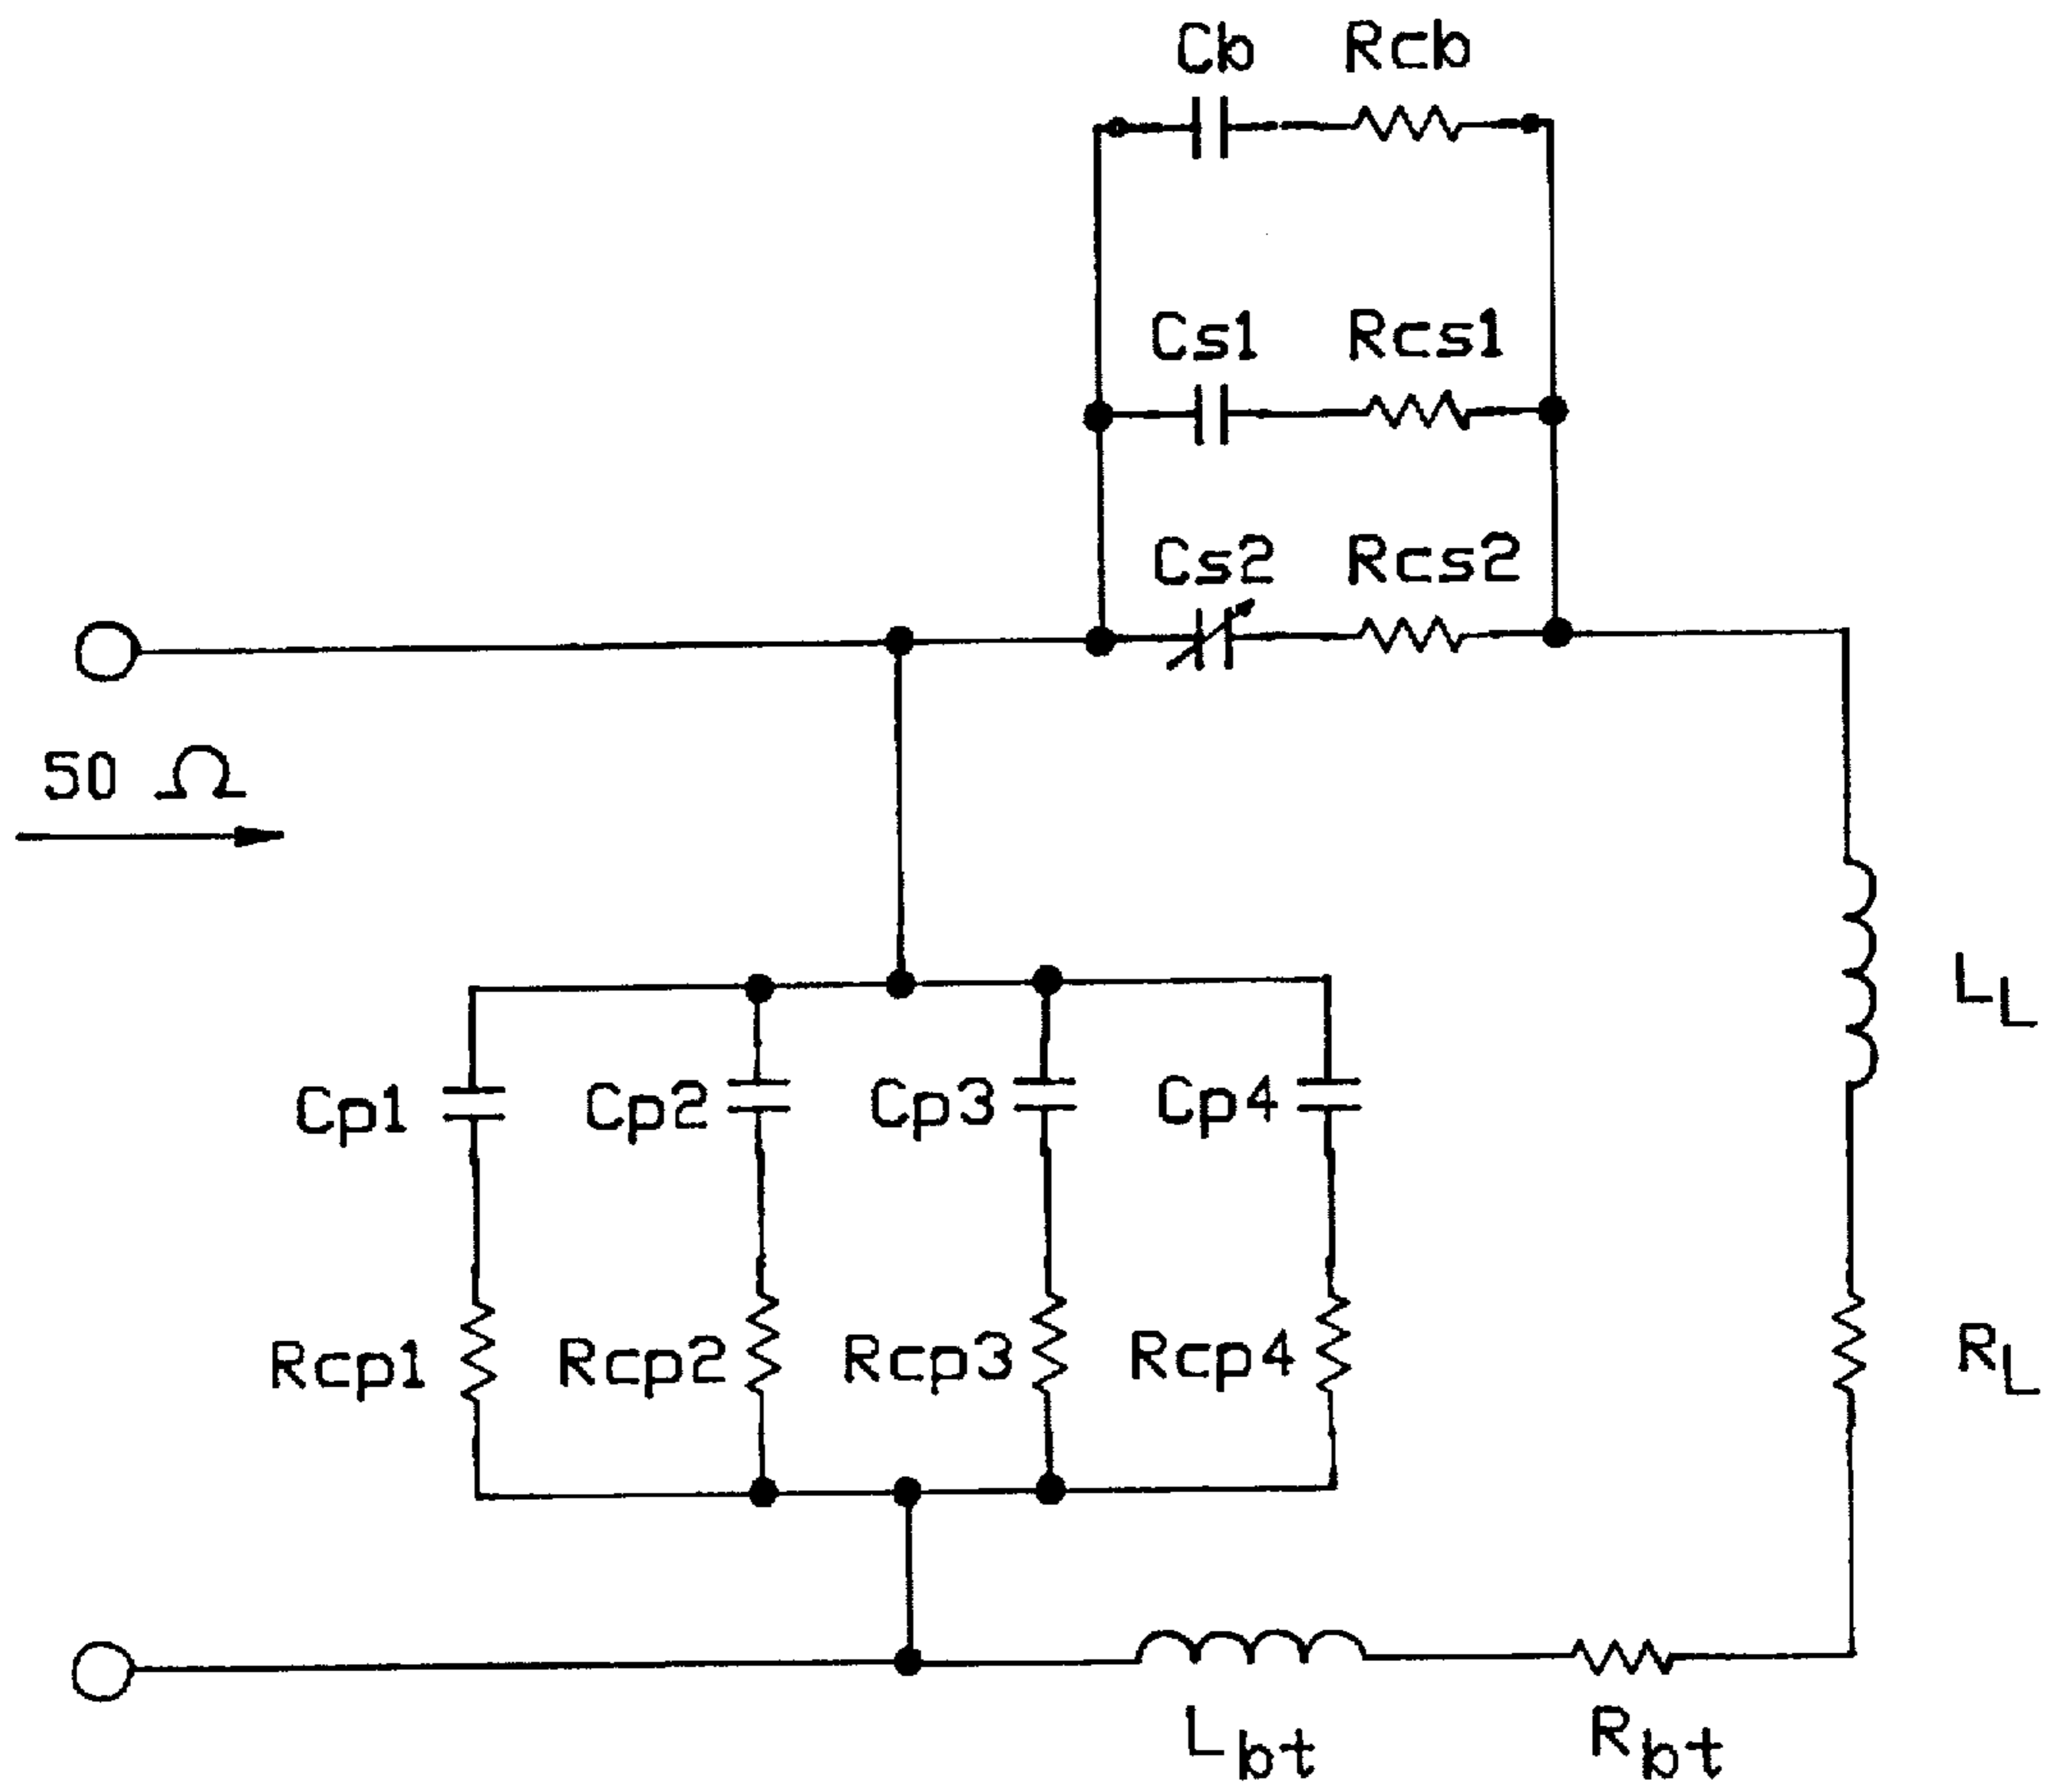 Cb Rcb
Cs1 Rcs1
Cs2 Rcs2
50 Ω
LL
Cp1 Cp2 Cp3 Cp4
Rcp1 Rcp2 Rcp3 Rcp4
RL
Lbt Rbt